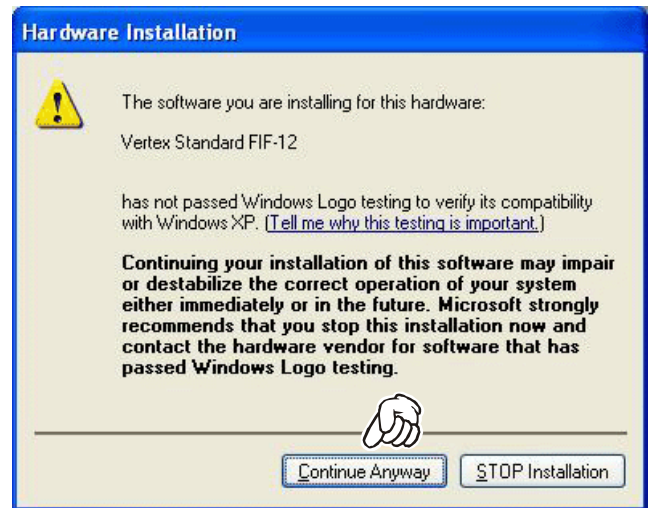 Hardware Installation
The software you are installing for this hardware:
Vertex Standard FIF-12
has not passed Windows Logo testing to verify its compatibility
with Windows XP. (Tell me why this testing is important.)
Continuing your installation of this software may impair
or destabilize the correct operation of your system
either immediately or in the future. Microsoft strongly
recommends that you stop this installation now and
contact the hardware vendor for software that has
passed Windows Logo testing.
Continue Anyway
STOP Installation